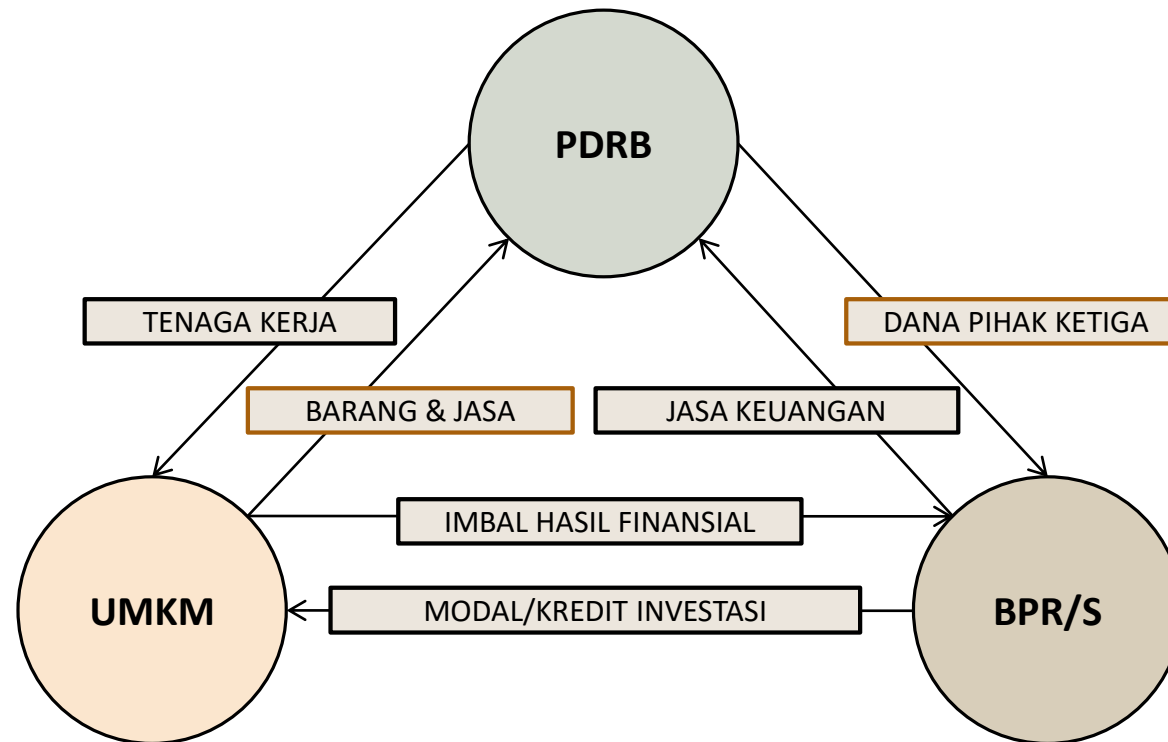 PDRB
TENAGA KERJA
DANA PIHAK KETIGA
BARANG & JASA
JASA KEUANGAN
IMBAL HASIL FINANSIAL
UMKM
MODAL/KREDIT INVESTASI
BPR/S